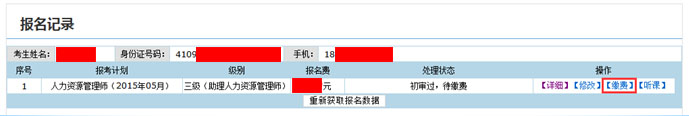 报名记录
考生姓名： 身份证号码： 4109 手机： 18
序号 报考计划 级别 报名费 处理状态 操作
1 人力资源管理师（2015年05月） 三级（助理人力资源管理师） 元 初审过，待缴费 【详细】【修改】【缴费】【听课】
重新获取报名数据